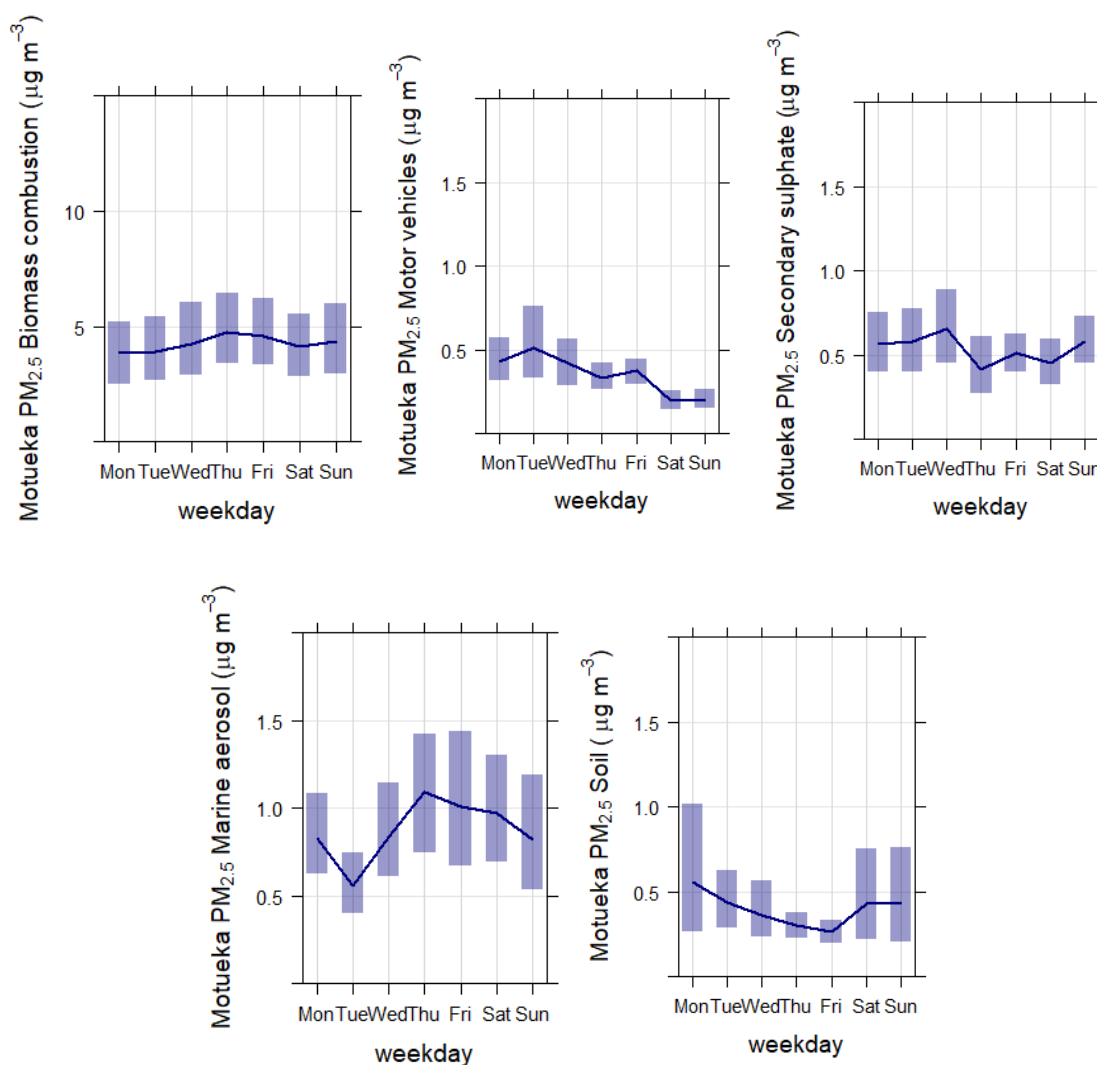 Motueka PM2.5 Biomass combustion (μg m−3)
10
5
Mon Tue Wed Thu Fri Sat Sun
weekday
Motueka PM2.5 Motor vehicles (μg m−3)
1.5
1.0
0.5
Mon Tue Wed Thu Fri Sat Sun
weekday
Motueka PM2.5 Secondary sulphate (μg m−3)
1.5
1.0
0.5
Mon Tue Wed Thu Fri Sat Sun
weekday
Motueka PM2.5 Marine aerosol (μg m−3)
1.5
1.0
0.5
Mon Tue Wed Thu Fri Sat Sun
weekday
Motueka PM2.5 Soil ( μg m−3)
1.5
1.0
0.5
Mon Tue Wed Thu Fri Sat Sun
weekday